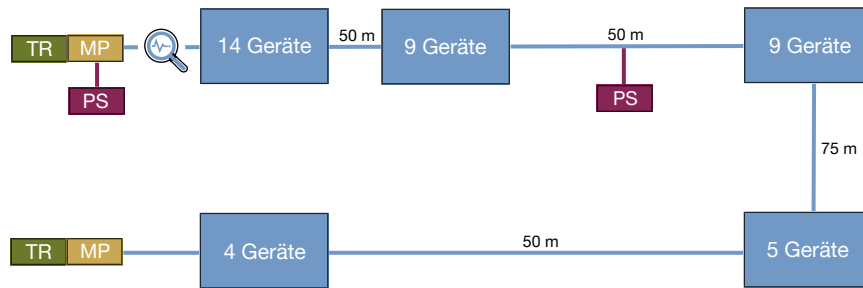 TR MP 14 Geräte 50 m 9 Geräte 50 m 9 Geräte
PS PS
75 m
TR MP 4 Geräte 50 m 5 Geräte